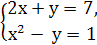 2x + y = 7,
x² − y = 1